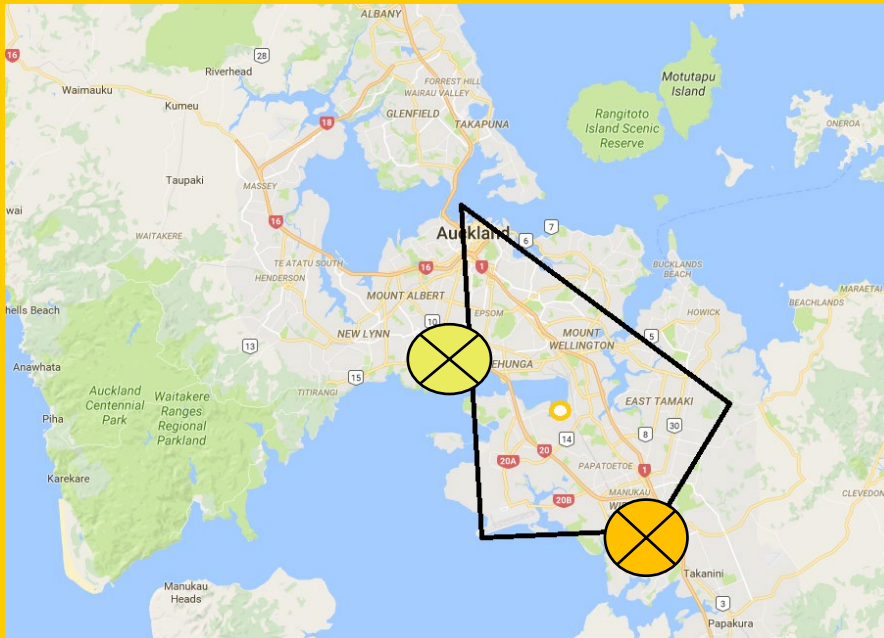 ALBANY
16
28
Riverhead
Waimauku
Kumeu
FORREST HILL
WAIRAU VALLEY
GLENFIELD
TAKAPUNA
Motutapu
Island
Rangitoto
Island Scenic
Reserve
ONEROA
18
Taupaki
MASSEY
wai
16
WAITAKERE
Auckland
6
7
TE ATATU SOUTH
HENDERSON
16
1
BUCKLANDS
BEACH
MOUNT ALBERT
MARAETAI
BEACHLANDS
hells Beach
EPSOM
HOWICK
10
NEW LYNN
MOUNT
WELLINGTON
5
13
Anawhata
EHUNGA
15
TITIRANGI
Auckland
Centennial
Park
Waitakere
Ranges
Regional
Parkland
EAST TAMAKI
Piha
30
8
14
20
20A
PAPATOETOE
1
Karekare
20B
MANUKAU
WI
CLEVEDON
Takanini
Manukau
Heads
3
Papakura